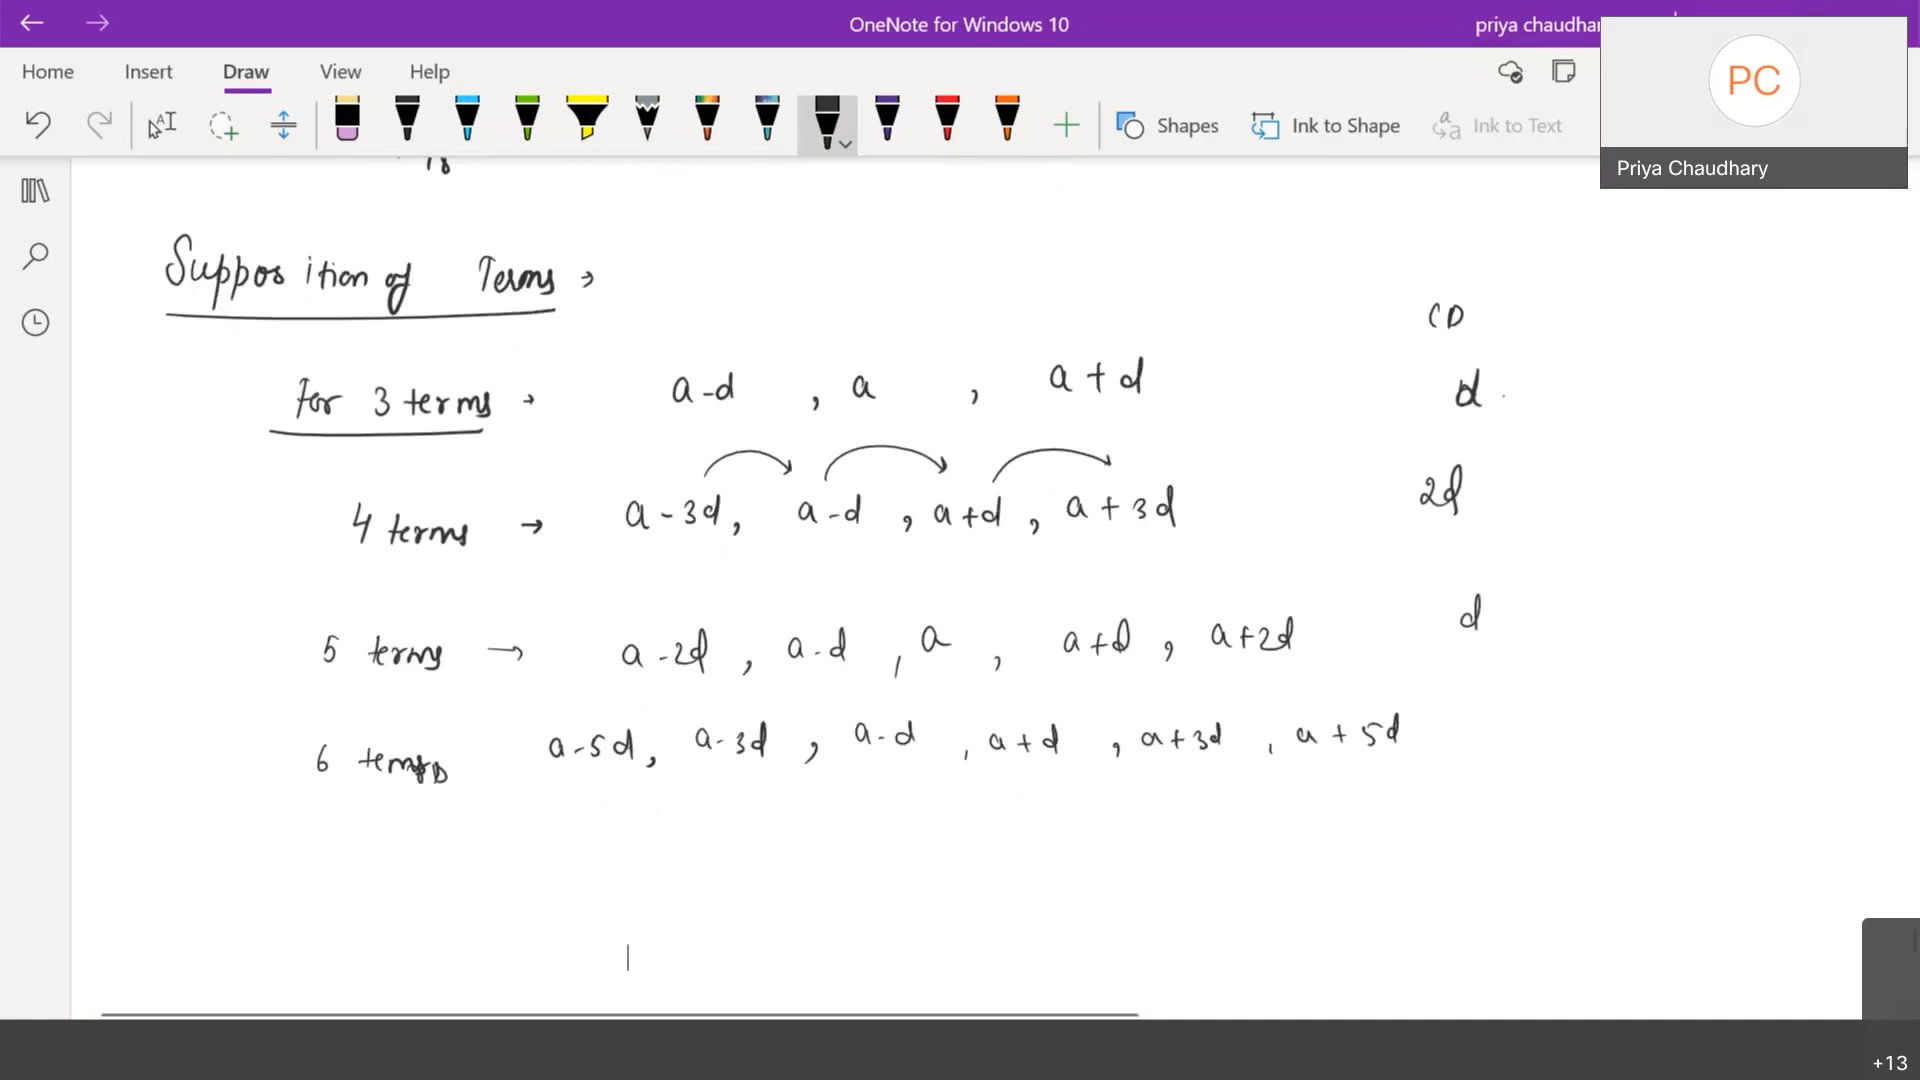 OneNote for Windows 10
priya chaudhar
PC
Priya Chaudhary
Home Insert Draw View Help
Shapes Ink to Shape Ink to Text
18
Supposition of Terms →
CD
For 3 terms → a-d , a , a+d d
4 terms → a-3d, a-d , a+d , a+3d 2d
5 terms → a-2d , a-d , a , a+d , a+2d d
6 terms a-5d, a-3d , a-d , a+d , a+3d , a+5d
+13